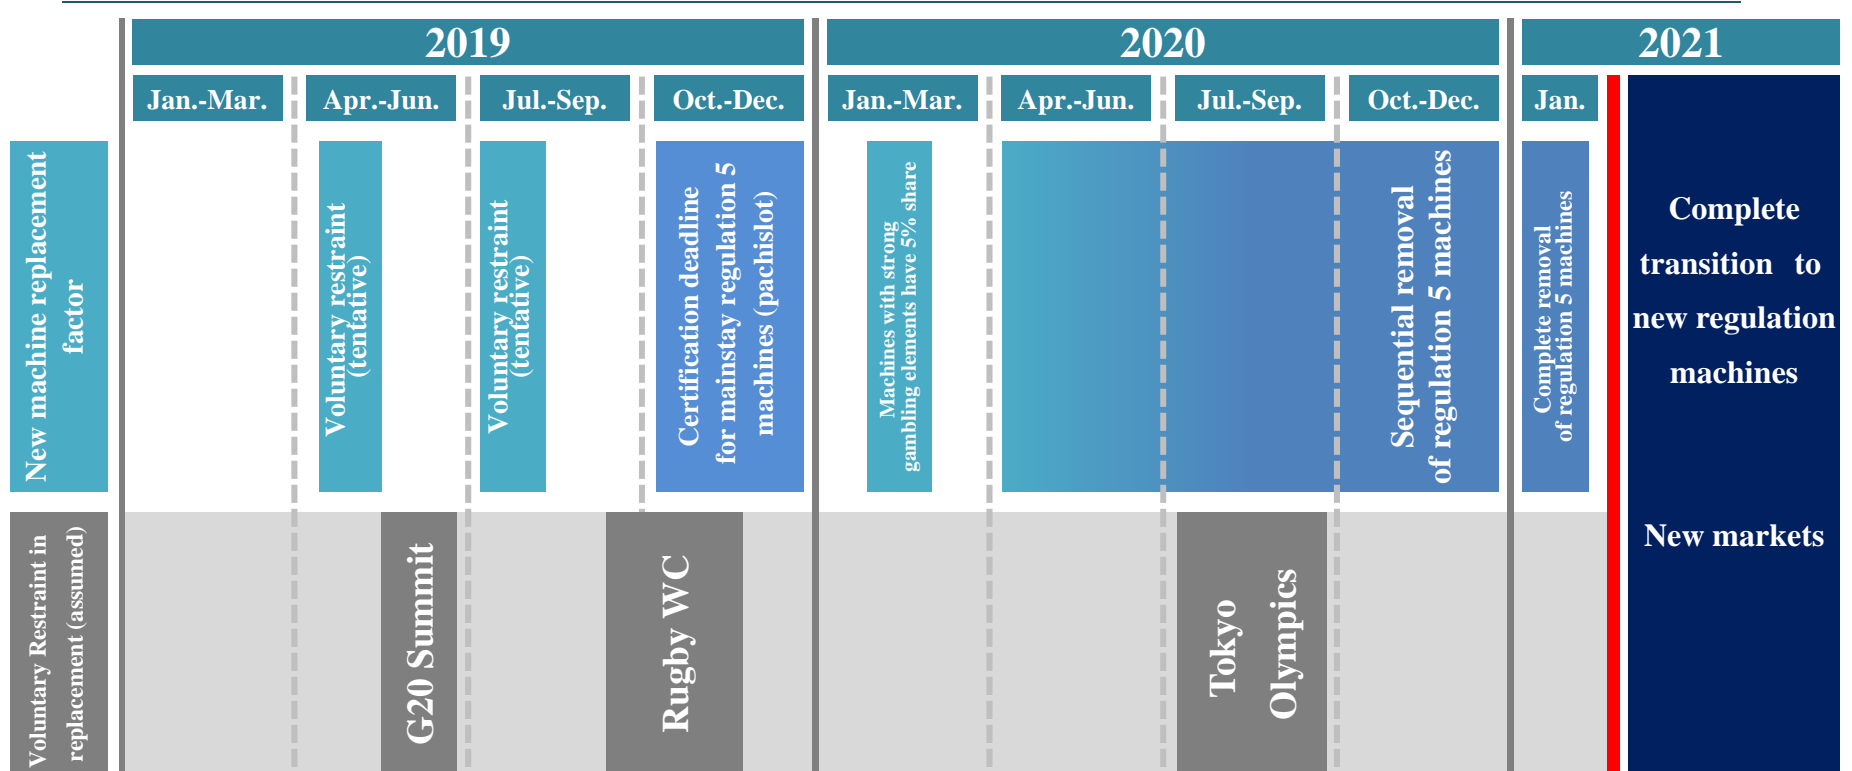 2019
2020
2021
Jan.-Mar.
Apr.-Jun.
Jul.-Sep.
Oct.-Dec.
Jan.-Mar.
Apr.-Jun.
Jul.-Sep.
Oct.-Dec.
Jan.
New machine replacement
factor
Voluntary restraint
(tentative)
Voluntary restraint
(tentative)
Certification deadline
for mainstay regulation 5
machines (pachislot)
Machines with strong
gambling elements have 5% share
Sequential removal
of regulation 5 machines
Complete removal
of regulation 5 machines
Complete
transition to
new regulation
machines
New markets
Voluntary Restraint in
replacement (assumed)
G20 Summit
Rugby WC
Tokyo
Olympics